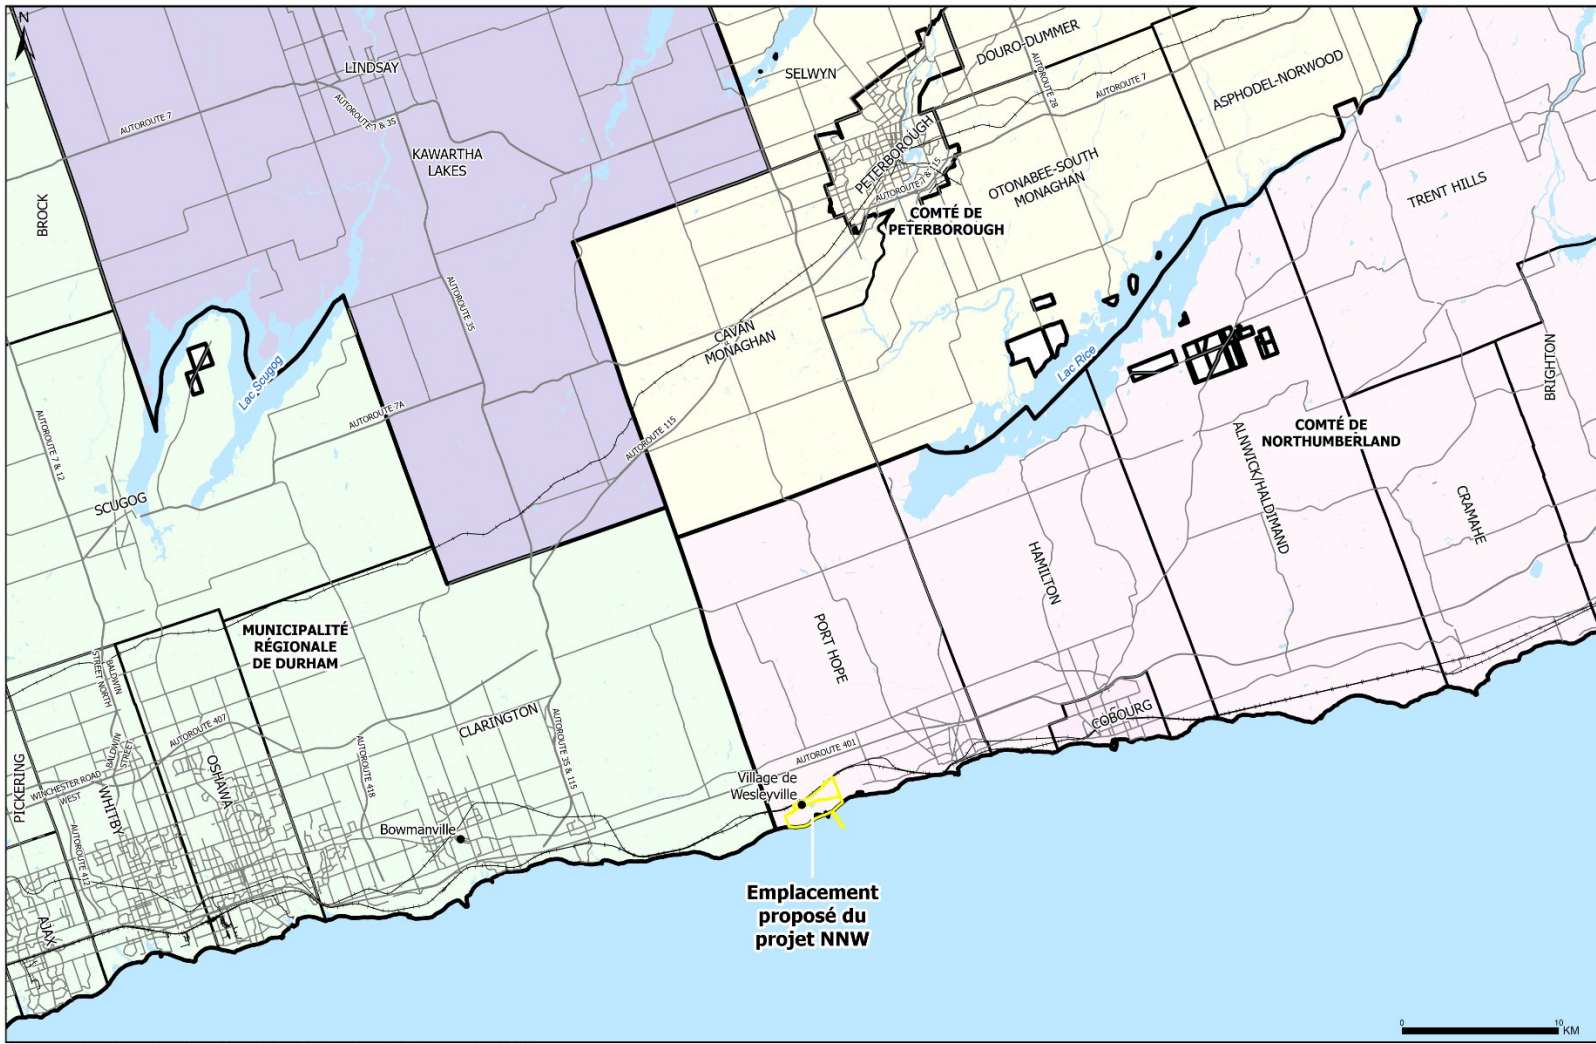 N
LINDSAY
AUTOROUTE 7
AUTOROUTE 7 & 35
KAWARTHA
LAKES
BROCK
SELWYN
DOURO-DUMMER
AUTOROUTE 28
AUTOROUTE 7
ASPHODEL-NORWOOD
PETERBOROUGH
AUTOROUTE 7 & 115
OTONABEE-SOUTH
MONAGHAN
COMTÉ DE
PETERBOROUGH
TRENT HILLS
AUTOROUTE 35
CAVAN
MONAGHAN
Lac Scugog
Lac Rice
AUTOROUTE 7A
AUTOROUTE 115
AUTOROUTE 7 & 12
SCUGOG
BRIGHTON
COMTÉ DE
NORTHUMBERLAND
ALNWICK/HALDIMAND
CRAMAHE
HAMILTON
PORT HOPE
MUNICIPALITÉ
RÉGIONALE
DE DURHAM
BALDWIN
STREET NORTH
BALDWIN
STREET
AUTOROUTE 407
CLARINGTON
AUTOROUTE 418
AUTOROUTE 35 & 115
COBOURG
AUTOROUTE 401
PICKERING
WINCHESTER ROAD
WEST
WHITBY
OSHAWA
AUTOROUTE 412
Village de
Wesleyville
Bowmanville
AJAX
Emplacement
proposé du
projet NNW
0
10
KM